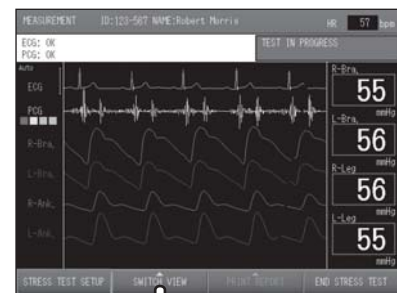 MEASUREMENT ID:123-567 NAME:Robert Morris HR 57 bpm
ECG: OK
PCG: OK
TEST IN PROGRESS
Auto
ECG
PCG
R-Bra.
L-Bra.
R-Ank.
L-Ank.
R-Bra.
55
mmHg
L-Bra.
56
mmHg
R-Leg
56
mmHg
L-Leg
55
mmHg
STRESS TEST SETUP SWITCH VIEW PRINT REPORT END STRESS TEST